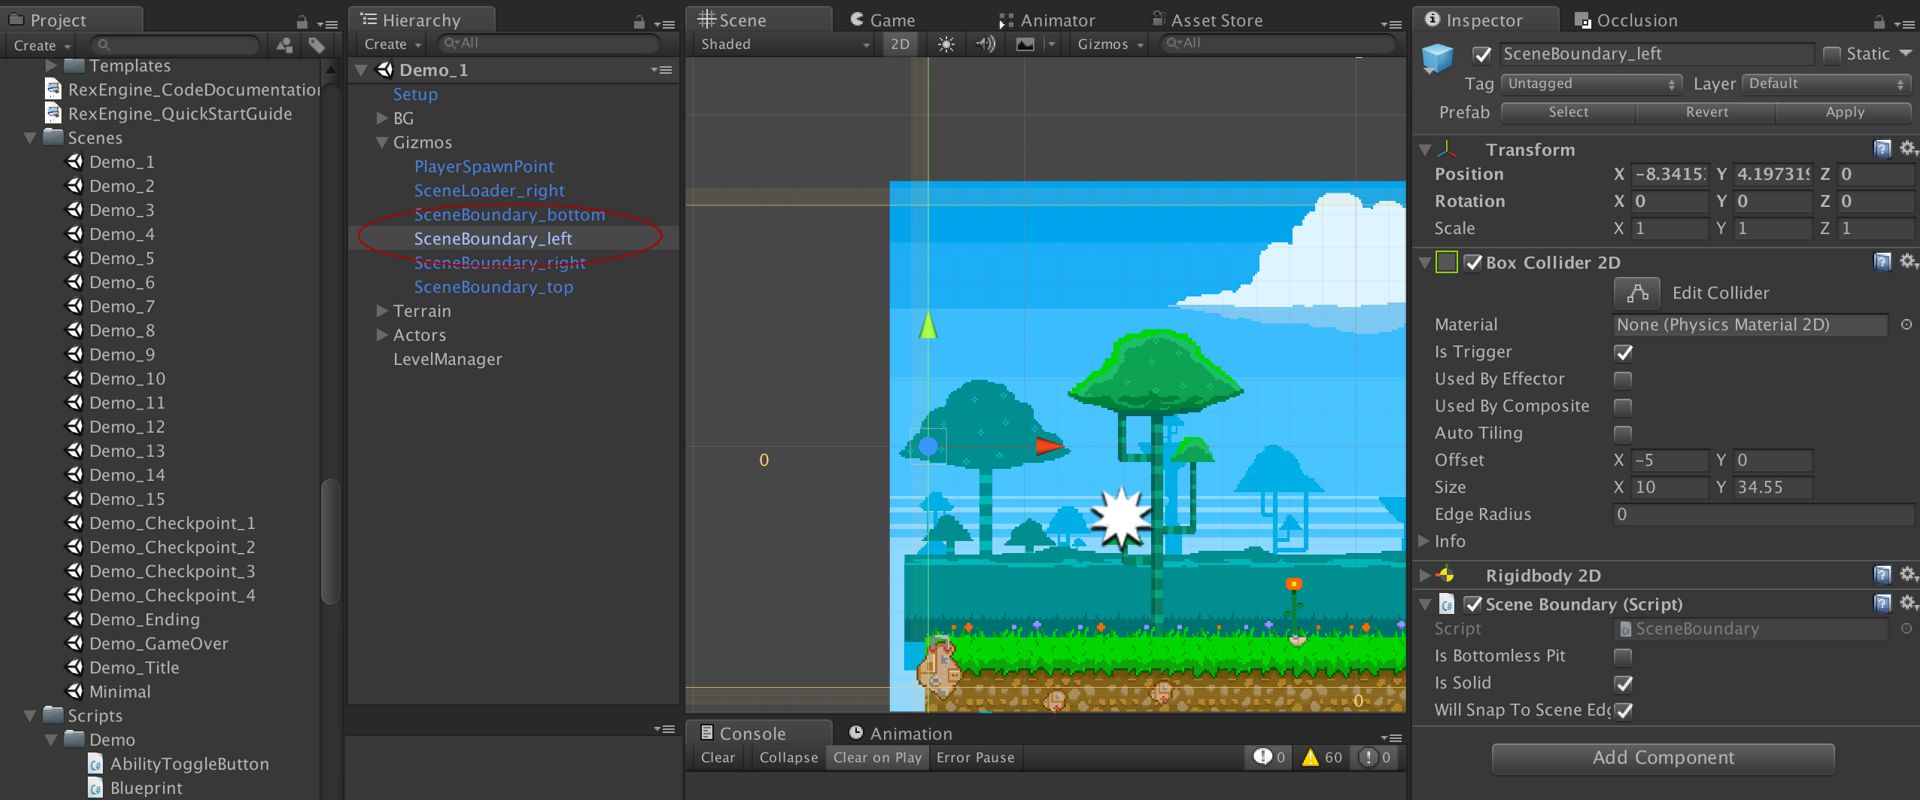 Project
Create
Templates
RexEngine_CodeDocumentation
RexEngine_QuickStartGuide
Scenes
Demo_1
Demo_2
Demo_3
Demo_4
Demo_5
Demo_6
Demo_7
Demo_8
Demo_9
Demo_10
Demo_11
Demo_12
Demo_13
Demo_14
Demo_15
Demo_Checkpoint_1
Demo_Checkpoint_2
Demo_Checkpoint_3
Demo_Checkpoint_4
Demo_Ending
Demo_GameOver
Demo_Title
Minimal
Scripts
Demo
AbilityToggleButton
Blueprint
Hierarchy
Create All
Demo_1
Setup
BG
Gizmos
PlayerSpawnPoint
SceneLoader_right
SceneBoundary_bottom
SceneBoundary_left
SceneBoundary_right
SceneBoundary_top
Terrain
Actors
LevelManager
Scene Game Animator Asset Store
Shaded 2D Gizmos All
0
0
Console Animation
Clear Collapse Clear on Play Error Pause 0 60 0
Inspector Occlusion
SceneBoundary_left Static
Tag Untagged Layer Default
Prefab Select Revert Apply
Transform
Position X -8.3415 Y 4.197319 Z 0
Rotation X 0 Y 0 Z 0
Scale X 1 Y 1 Z 1
Box Collider 2D
Edit Collider
Material None (Physics Material 2D)
Is Trigger
Used By Effector
Used By Composite
Auto Tiling
Offset X -5 Y 0
Size X 10 Y 34.55
Edge Radius 0
Info
Rigidbody 2D
Scene Boundary (Script)
Script SceneBoundary
Is Bottomless Pit
Is Solid
Will Snap To Scene Edg
Add Component